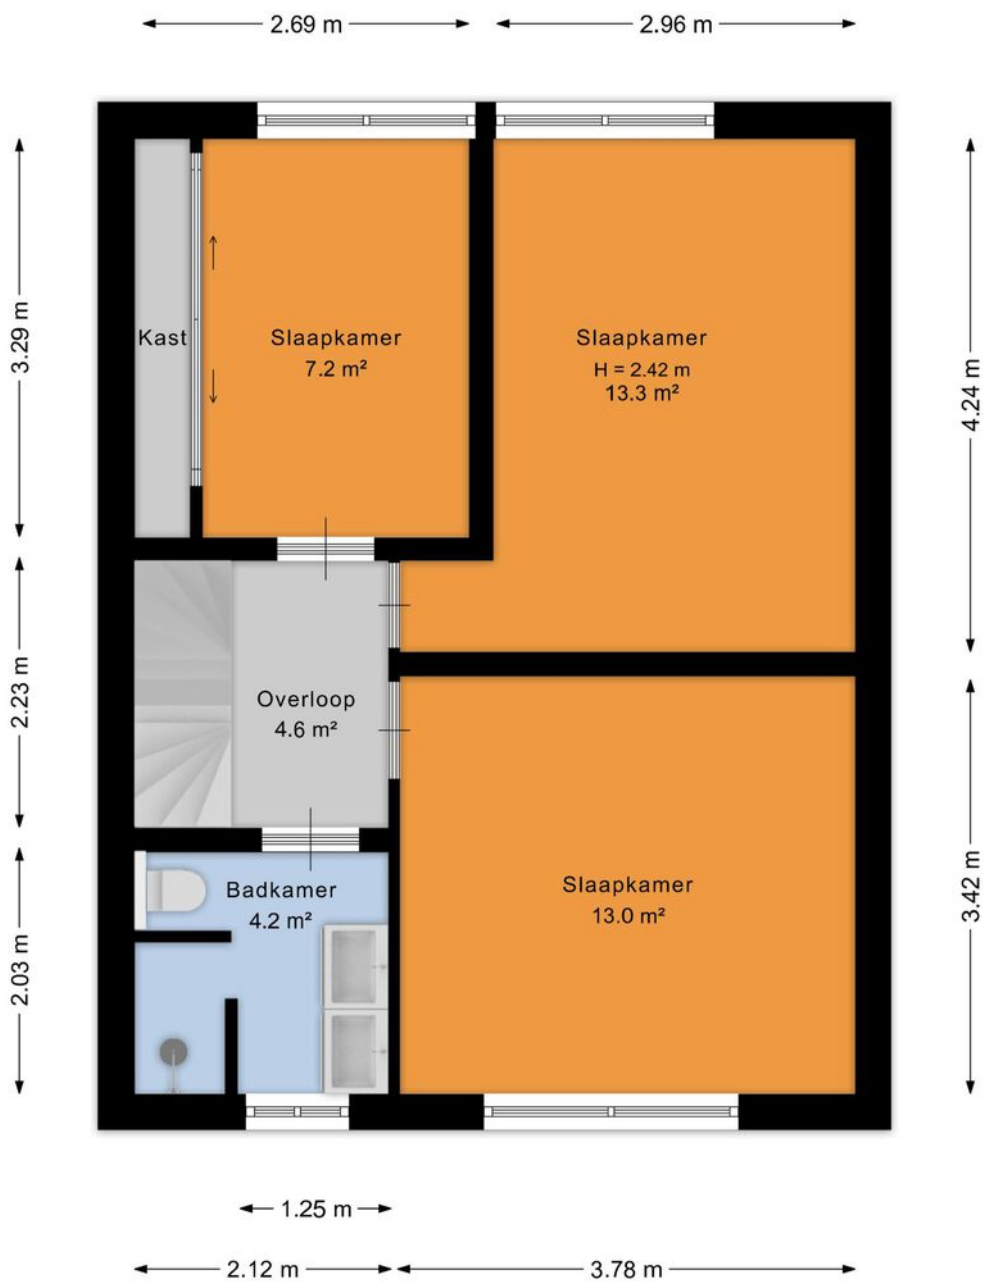 2.69 m
2.96 m
3.29 m
Kast
Slaapkamer
7.2 m²
Slaapkamer
H = 2.42 m
13.3 m²
4.24 m
2.23 m
Overloop
4.6 m²
Badkamer
4.2 m²
Slaapkamer
13.0 m²
3.42 m
2.03 m
1.25 m
2.12 m
3.78 m